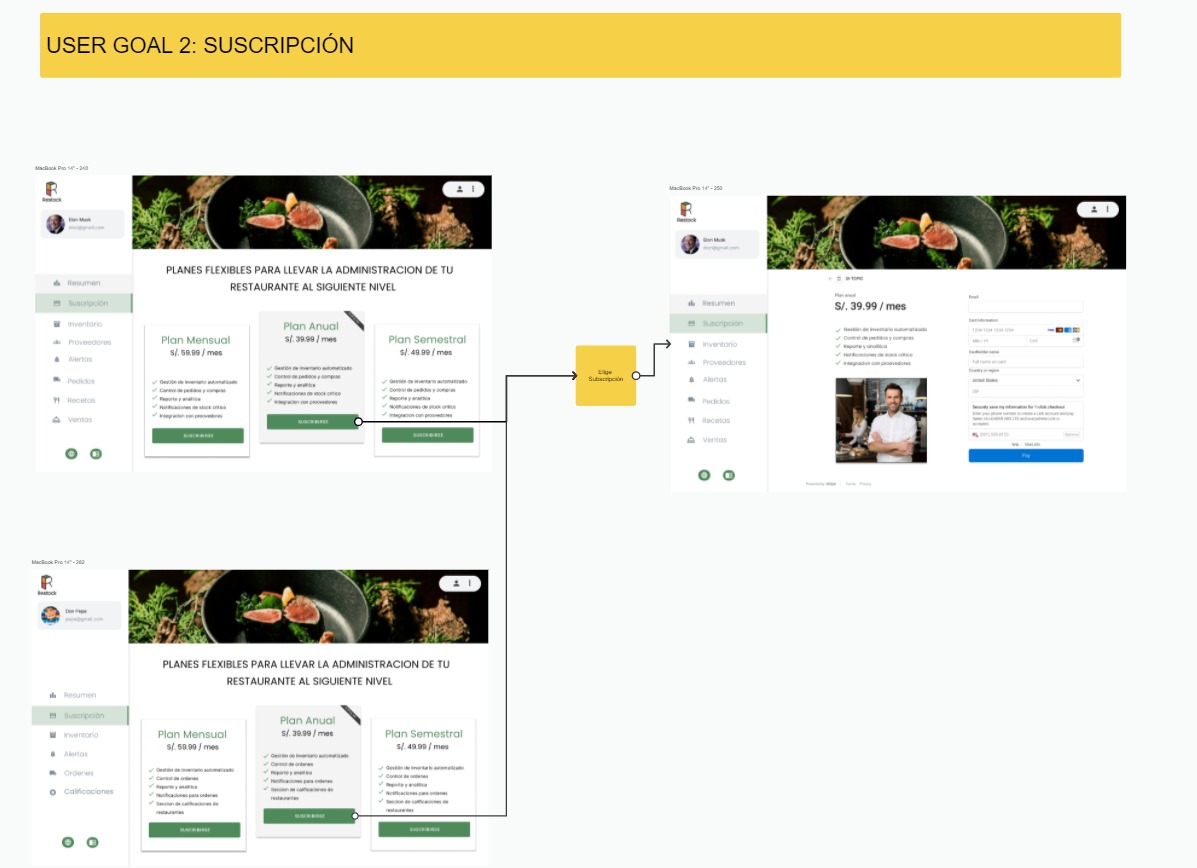 USER GOAL 2: SUSCRIPCIÓN
MacBook Pro 14" - 243
Restock
Elon Musk
elon@gmail.com
Resumen
Suscripción
Inventario
Proveedores
Alertas
Pedidos
Recetas
Ventas
PLANES FLEXIBLES PARA LLEVAR LA ADMINISTRACION DE TU
RESTAURANTE AL SIGUIENTE NIVEL
Plan Mensual
S/. 59.99 / mes
Gestión de inventario automatizado
Control de pedidos y compras
Reporte y analítica
Notificaciones de stock crítico
Integracion con proveedores
SUSCRIBIRSE
Plan Anual
S/. 39.99 / mes
Gestión de inventario automatizado
Control de pedidos y compras
Reporte y analítica
Notificaciones de stock crítico
Integracion con proveedores
SUSCRIBIRSE
Plan Semestral
S/. 49.99 / mes
Gestión de inventario automatizado
Control de pedidos y compras
Reporte y analítica
Notificaciones de stock crítico
Integracion con proveedores
SUSCRIBIRSE
Elige
Subscripción
MacBook Pro 14" - 250
Restock
Elon Musk
elon@gmail.com
Resumen
Suscripción
Inventario
Proveedores
Alertas
Pedidos
Recetas
Ventas
UI-TOPIC
Plan anual
S/. 39.99 / mes
Gestión de inventario automatizado
Control de pedidos y compras
Reporte y analítica
Notificaciones de stock crítico
Integracion con proveedores
Powered by stripe
Terms Privacy
Email
Card information
1234 1234 1234 1234
MM / YY
CVC
Cardholder name
Full name on card
Country or region
United States
ZIP
Securely save my information for 1-click checkout
Pay
MacBook Pro 14" - 262
Restock
Don Pepe
pepe@gmail.com
Resumen
Suscripción
Inventario
Alertas
Ordenes
Calificaciones
PLANES FLEXIBLES PARA LLEVAR LA ADMINISTRACION DE TU
RESTAURANTE AL SIGUIENTE NIVEL
Plan Mensual
S/. 59.99 / mes
Gestión de inventario automatizado
Control de ordenes
Reporte y analítica
Notificaciones para ordenes
Seccion de calificaciones de
restaurantes
SUSCRIBIRSE
Plan Anual
S/. 39.99 / mes
Gestión de inventario automatizado
Control de ordenes
Reporte y analítica
Notificaciones para ordenes
Seccion de calificaciones de
restaurantes
SUSCRIBIRSE
Plan Semestral
S/. 49.99 / mes
Gestión de inventario automatizado
Control de ordenes
Reporte y analítica
Notificaciones para ordenes
Seccion de calificaciones de
restaurantes
SUSCRIBIRSE